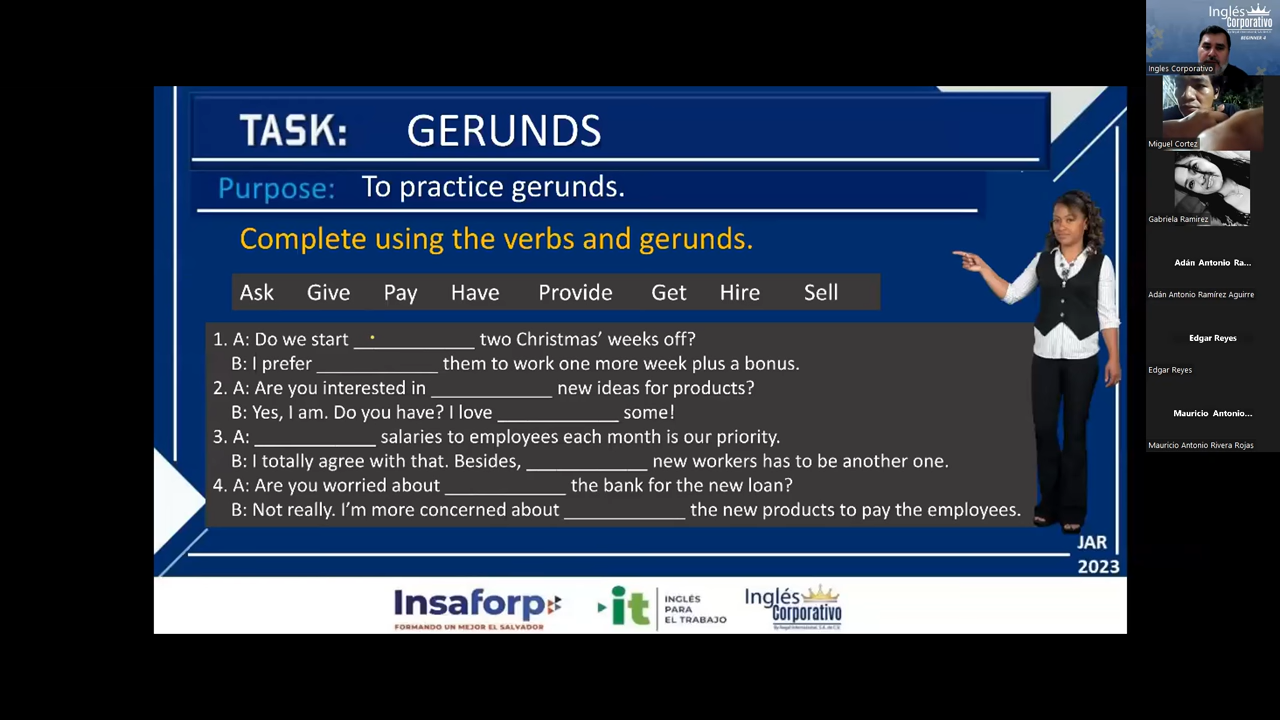 TASK: GERUNDS
Purpose: To practice gerunds.
Complete using the verbs and gerunds.
Ask Give Pay Have Provide Get Hire Sell
1. A: Do we start ____________ two Christmas’ weeks off?
B: I prefer ____________ them to work one more week plus a bonus.
2. A: Are you interested in ____________ new ideas for products?
B: Yes, I am. Do you have? I love ____________ some!
3. A: ____________ salaries to employees each month is our priority.
B: I totally agree with that. Besides, ____________ new workers has to be another one.
4. A: Are you worried about ____________ the bank for the new loan?
B: Not really. I’m more concerned about ____________ the new products to pay the employees.
JAR
2023
Insaforp
FORMANDO UN MEJOR EL SALVADOR
it
INGLÉS
PARA
EL TRABAJO
Inglés
Corporativo
Inglés
Corporativo
BEGINNER 4
Ingles Corporativo
Miguel Cortez
Gabriela Ramirez
Adán Antonio Ra...
Adán Antonio Ramírez Aguirre
Edgar Reyes
Edgar Reyes
Mauricio Antonio...
Mauricio Antonio Rivera Rojas